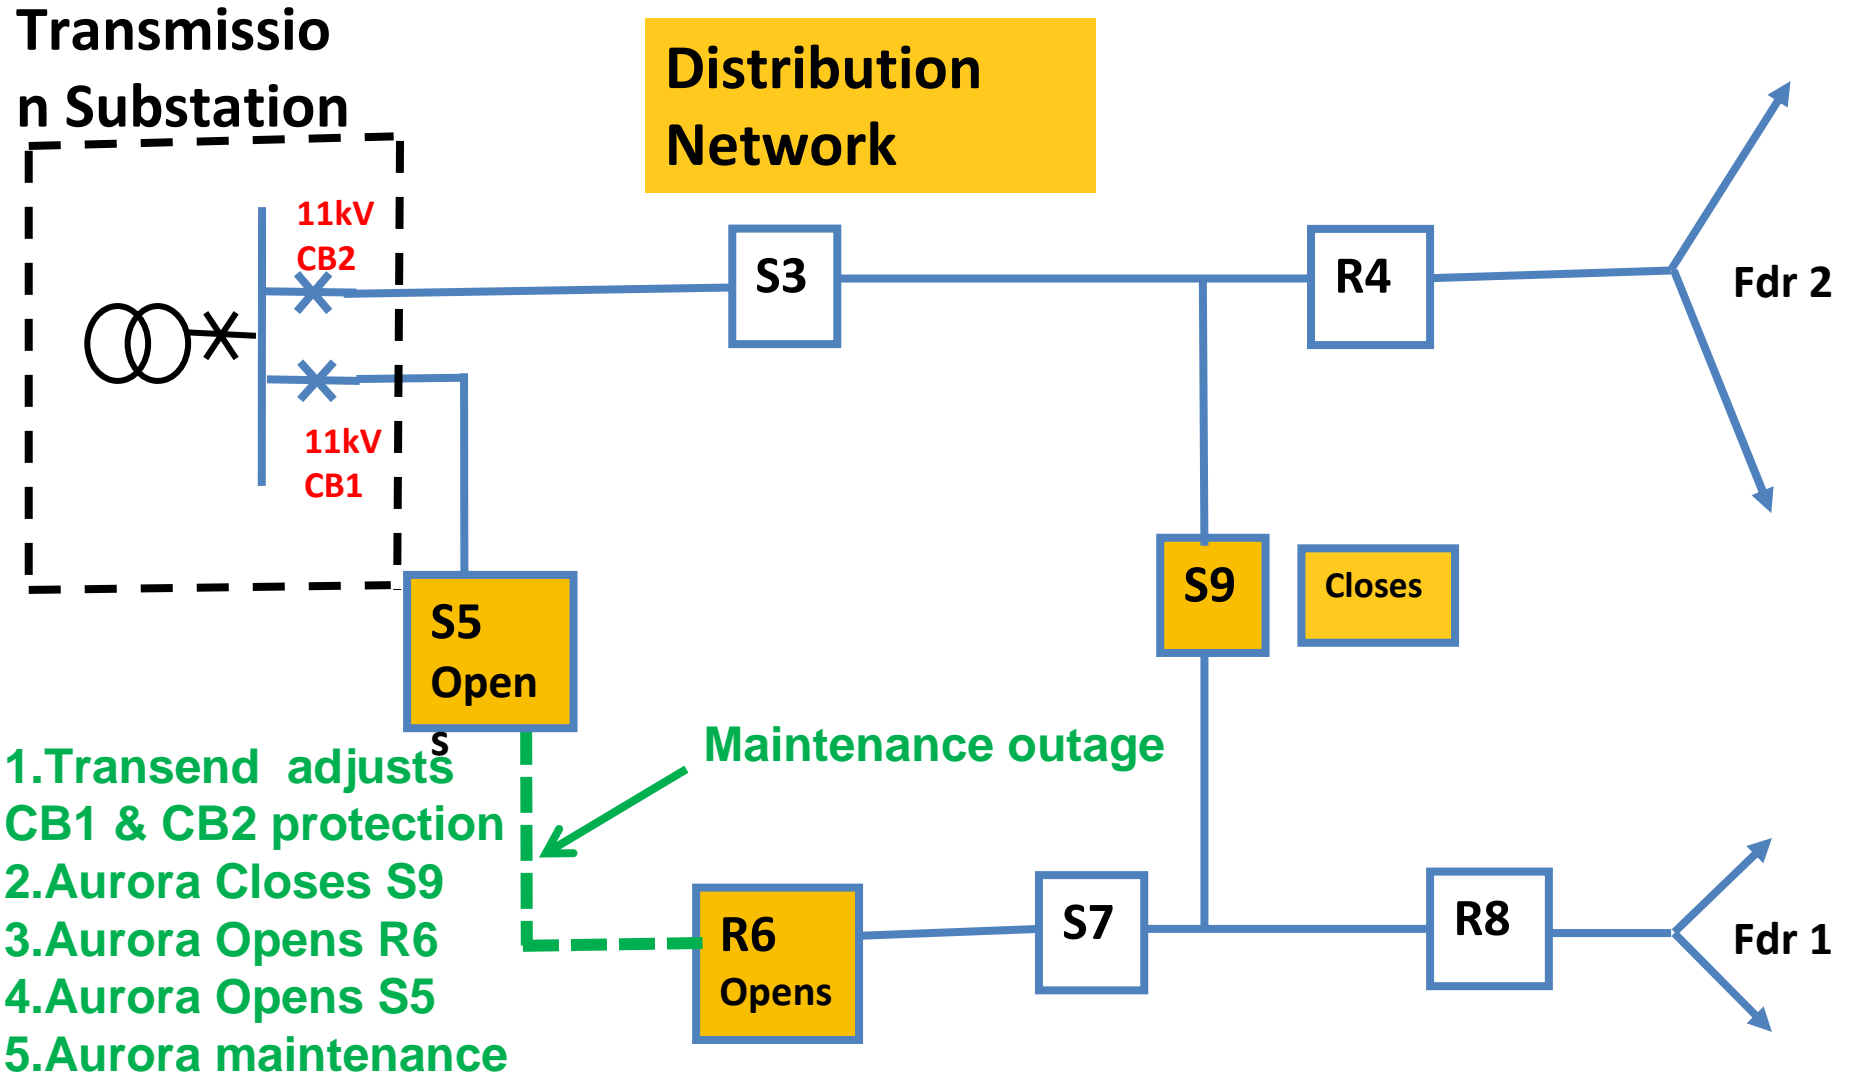 Transmissio
n Substation
Distribution
Network
11kV
CB2
S3
R4
Fdr 2
11kV
CB1
S5
Open
s
S9
Closes
Maintenance outage
1.Transend  adjusts
CB1 & CB2 protection
2.Aurora Closes S9
3.Aurora Opens R6
4.Aurora Opens S5
5.Aurora maintenance
R6
Opens
S7
R8
Fdr 1